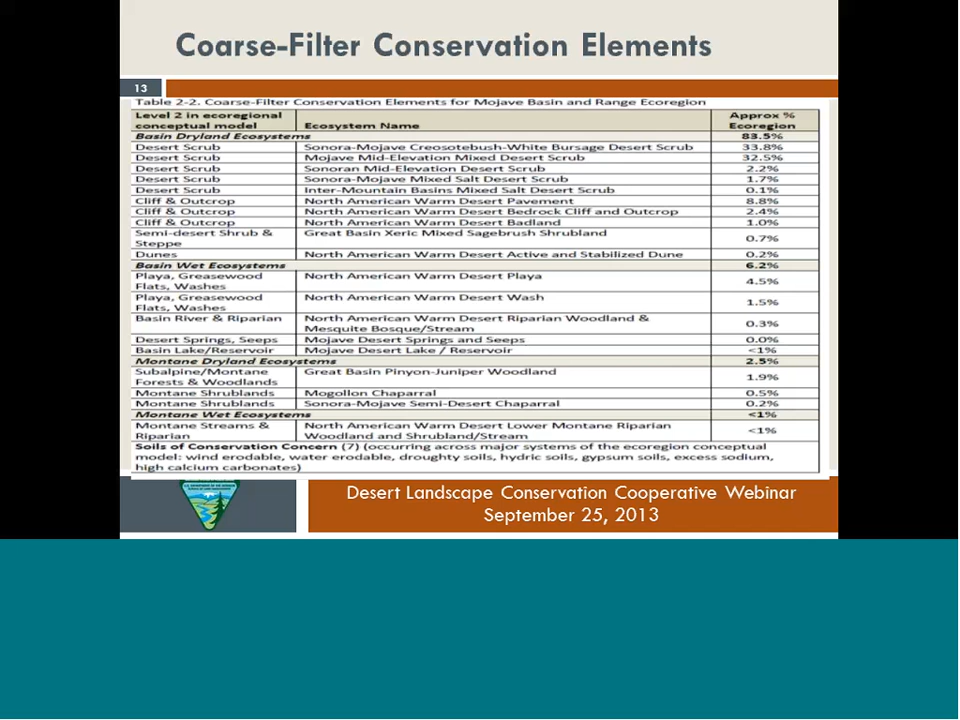 Coarse-Filter Conservation Elements
13
Table 2-2. Coarse-Filter Conservation Elements for Mojave Basin and Range Ecoregion
Level 2 in ecoregional conceptual model Ecosystem Name Approx % Ecoregion
Basin Dryland Ecosystems 83.5%
Desert Scrub Sonora-Mojave Creosotebush-White Bursage Desert Scrub 33.8%
Desert Scrub Mojave Mid-Elevation Mixed Desert Scrub 32.5%
Desert Scrub Sonoran Mid-Elevation Desert Scrub 2.2%
Desert Scrub Sonora-Mojave Mixed Salt Desert Scrub 1.7%
Desert Scrub Inter-Mountain Basins Mixed Salt Desert Scrub 0.1%
Cliff & Outcrop North American Warm Desert Pavement 8.8%
Cliff & Outcrop North American Warm Desert Bedrock Cliff and Outcrop 2.4%
Cliff & Outcrop North American Warm Desert Badland 1.0%
Semi-desert Shrub & Steppe Great Basin Xeric Mixed Sagebrush Shrubland 0.7%
Dunes North American Warm Desert Active and Stabilized Dune 0.2%
Basin Wet Ecosystems 6.2%
Playa, Greasewood Flats, Washes North American Warm Desert Playa 4.5%
Playa, Greasewood Flats, Washes North American Warm Desert Wash 1.5%
Basin River & Riparian North American Warm Desert Riparian Woodland & Mesquite Bosque/Stream 0.3%
Desert Springs, Seeps Mojave Desert Springs and Seeps 0.0%
Basin Lake/Reservoir Mojave Desert Lake / Reservoir <1%
Montane Dryland Ecosystems 2.5%
Subalpine/Montane Forests & Woodlands Great Basin Pinyon-Juniper Woodland 1.9%
Montane Shrublands Mogollon Chaparral 0.5%
Montane Shrublands Sonora-Mojave Semi-Desert Chaparral 0.2%
Montane Wet Ecosystems <1%
Montane Streams & Riparian North American Warm Desert Lower Montane Riparian Woodland and Shrubland/Stream <1%
Soils of Conservation Concern (7) (occurring across major systems of the ecoregion conceptual
model: wind erodable, water erodable, droughty soils, hydric soils, gypsum soils, excess sodium,
high calcium carbonates)
Desert Landscape Conservation Cooperative Webinar
September 25, 2013